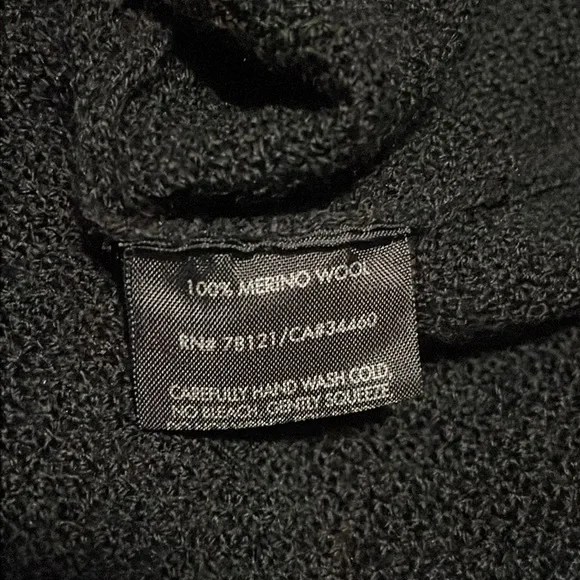 100% MERINO WOOL
RN# 78121/CA#34460
CAREFULLY HAND WASH COLD
NO BLEACH GENTLY SQUEEZE